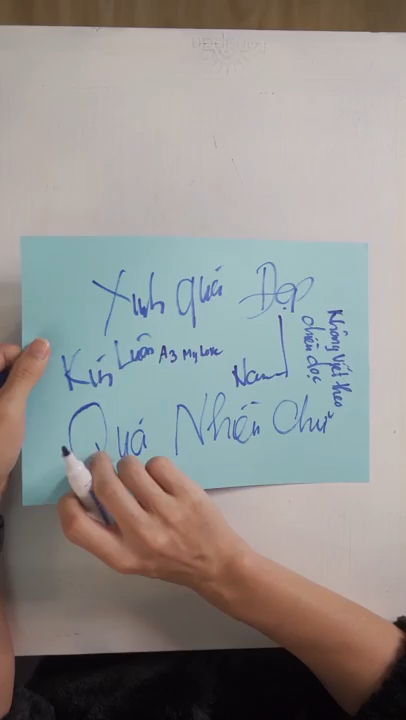 Xinh quá Đẹp
Kín Luôn A3 My Love
Nam
Không viết theo
chiều dọc
Quá Nhiều Chữ